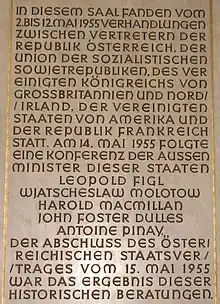 IN DIESEM SAAL FANDEN VOM
2. BIS 12. MAI 1955 VERHANDLUNGEN
ZWISCHEN VERTRETERN DER
REPUBLIK ÖSTERREICH, DER
UNION DER SOZIALISTISCHEN
SOWJETREPUBLIKEN, DES VER
EINIGTEN KÖNIGREICHS VON
GROSSBRITANNIEN UND NORD/
/IRLAND, DER VEREINIGTEN
STAATEN VON AMERIKA UND
DER REPUBLIK FRANKREICH
STATT. AM 14. MAI 1955 FOLGTE
EINE KONFERENZ DER AUSSEN
MINISTER DIESER STAATEN
LEOPOLD FIGL
WJATSCHESLAW MOLOTOW
HAROLD MACMILLAN
JOHN FOSTER DULLES
ANTOINE PINAY,,
DER ABSCHLUSS DES ÖSTER/
REICHISCHEN STAATSVER/
/TRAGES VOM 15. MAI 1955
WAR DAS ERGEBNIS DIESER
HISTORISCHEN BERATUNGEN